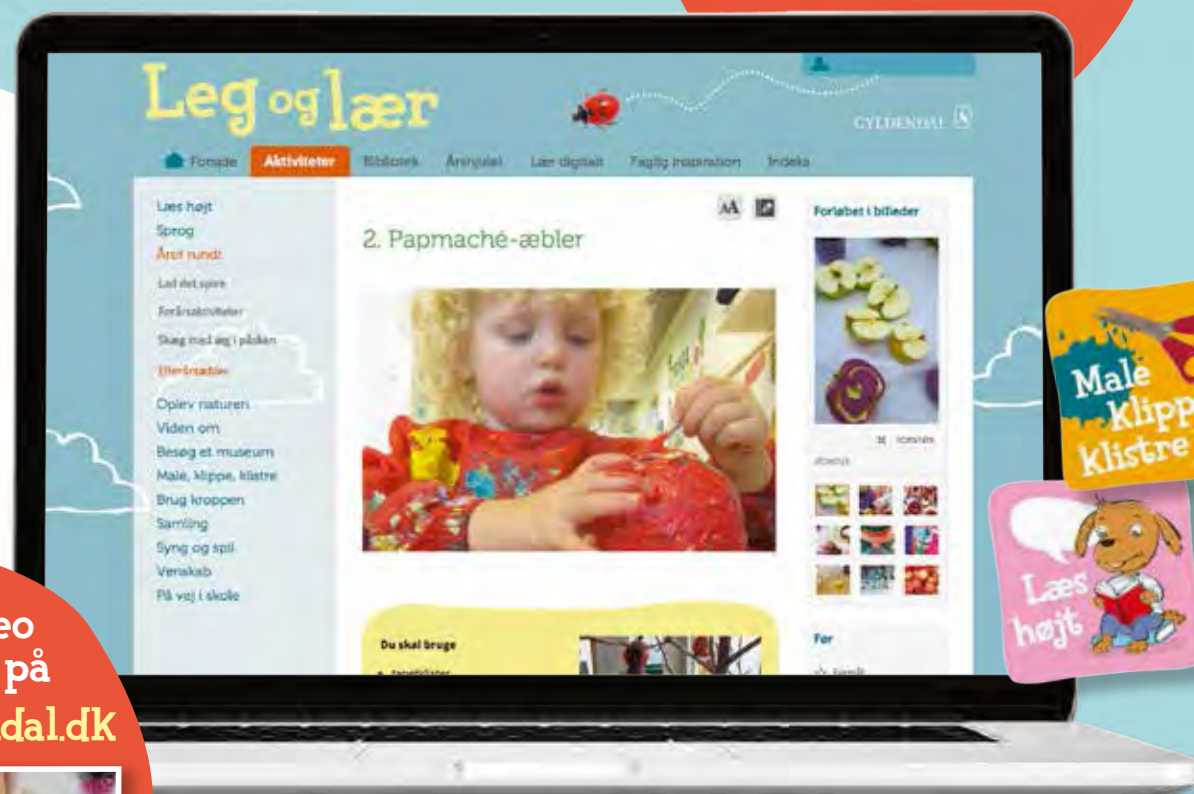 Leg og lær
GYLDENDAL
Forside Aktiviteter Bibliotek Årshjulet Lær digitalt Faglig inspiration Indeks
Læs højt
Sprog
Året rundt
Lad det spire
Forårsaktiviteter
Skæg med æg i påsken
Efterårsæbler
Oplev naturen
Viden om
Besøg et museum
Male, klippe, klistre
Brug kroppen
Samling
Syng og spil
Venskab
På vej i skole
AA
2. Papmaché-æbler
Du skal bruge
Forløbet i billeder
For
Male
klipp
klistre
Læs
højt
eo
på
dal.dk